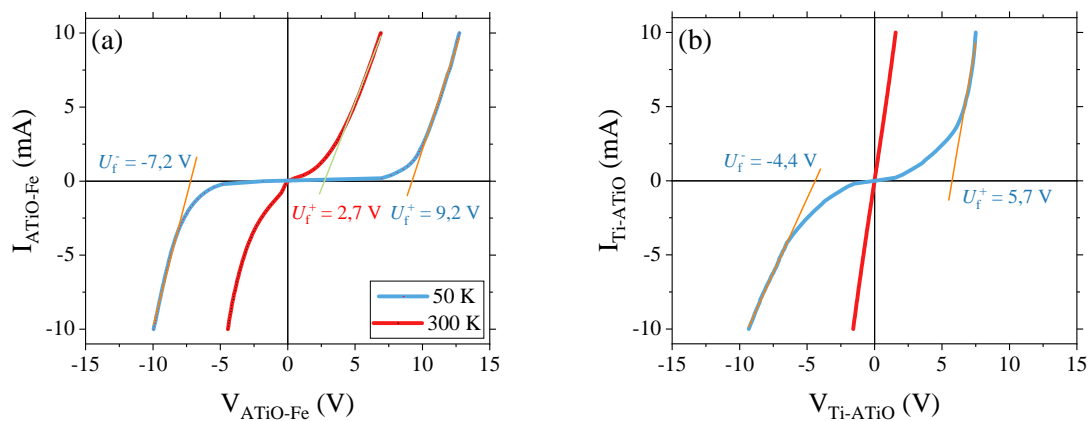 (a)
I_ATiO-Fe (mA)
10
5
0
-5
-10
-15
-10
-5
0
5
10
15
V_ATiO-Fe (V)
U_f^- = -7,2 V
U_f^+ = 2,7 V
U_f^+ = 9,2 V
50 K
300 K
(b)
I_Ti-ATiO (mA)
10
5
0
-5
-10
-15
-10
-5
0
5
10
15
V_Ti-ATiO (V)
U_f^- = -4,4 V
U_f^+ = 5,7 V